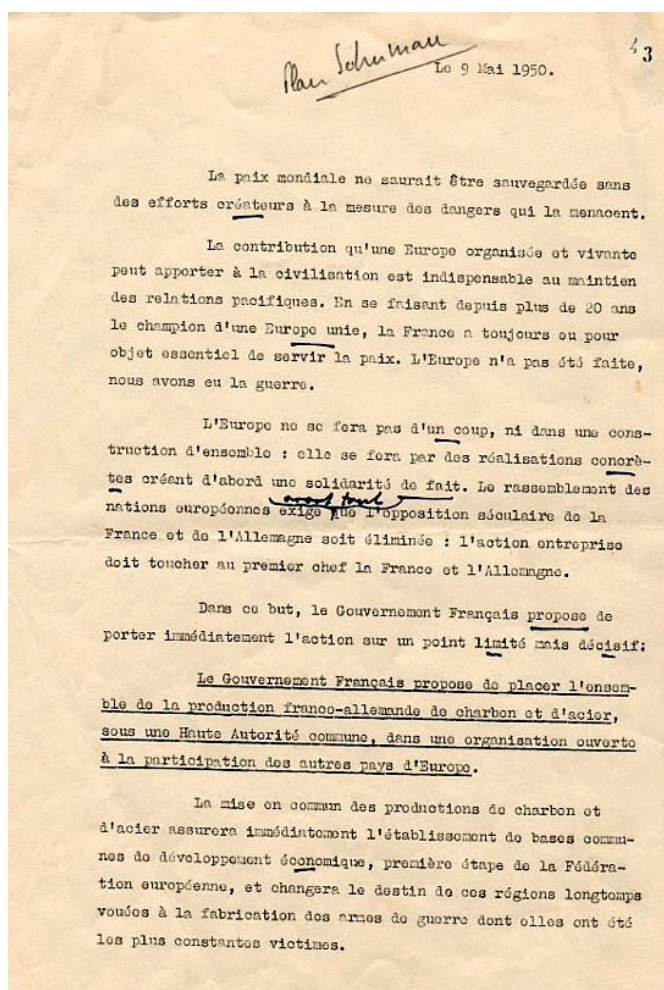 Plan Schuman
43
Le 9 Mai 1950.
La paix mondiale ne saurait être sauvegardée sans
des efforts créateurs à la mesure des dangers qui la menacent.
La contribution qu'une Europe organisée et vivante
peut apporter à la civilisation est indispensable au maintien
des relations pacifiques. En se faisant depuis plus de 20 ans
le champion d'une Europe unie, la France a toujours eu pour
objet essentiel de servir la paix. L'Europe n'a pas été faite,
nous avons eu la guerre.
L'Europe ne se fera pas d'un coup, ni dans une cons-
truction d'ensemble : elle se fera par des réalisations concrè-
tes créant d'abord une solidarité de fait. Le rassemblement des
avant tout
nations européennes exige que l'opposition séculaire de la
France et de l'Allemagne soit éliminée : l'action entreprise
doit toucher au premier chef la France et l'Allemagne.
Dans ce but, le Gouvernement Français propose de
porter immédiatement l'action sur un point limité mais décisif:
Le Gouvernement Français propose de placer l'ensem-
ble de la production franco-allemande de charbon et d'acier,
sous une Haute Autorité commune, dans une organisation ouverte
à la participation des autres pays d'Europe.
La mise en commun des productions de charbon et
d'acier assurera immédiatement l'établissement de bases commu-
nes de développement économique, première étape de la Fédéra-
tion européenne, et changera le destin de ces régions longtemps
vouées à la fabrication des armes de guerre dont elles ont été
les plus constantes victimes.